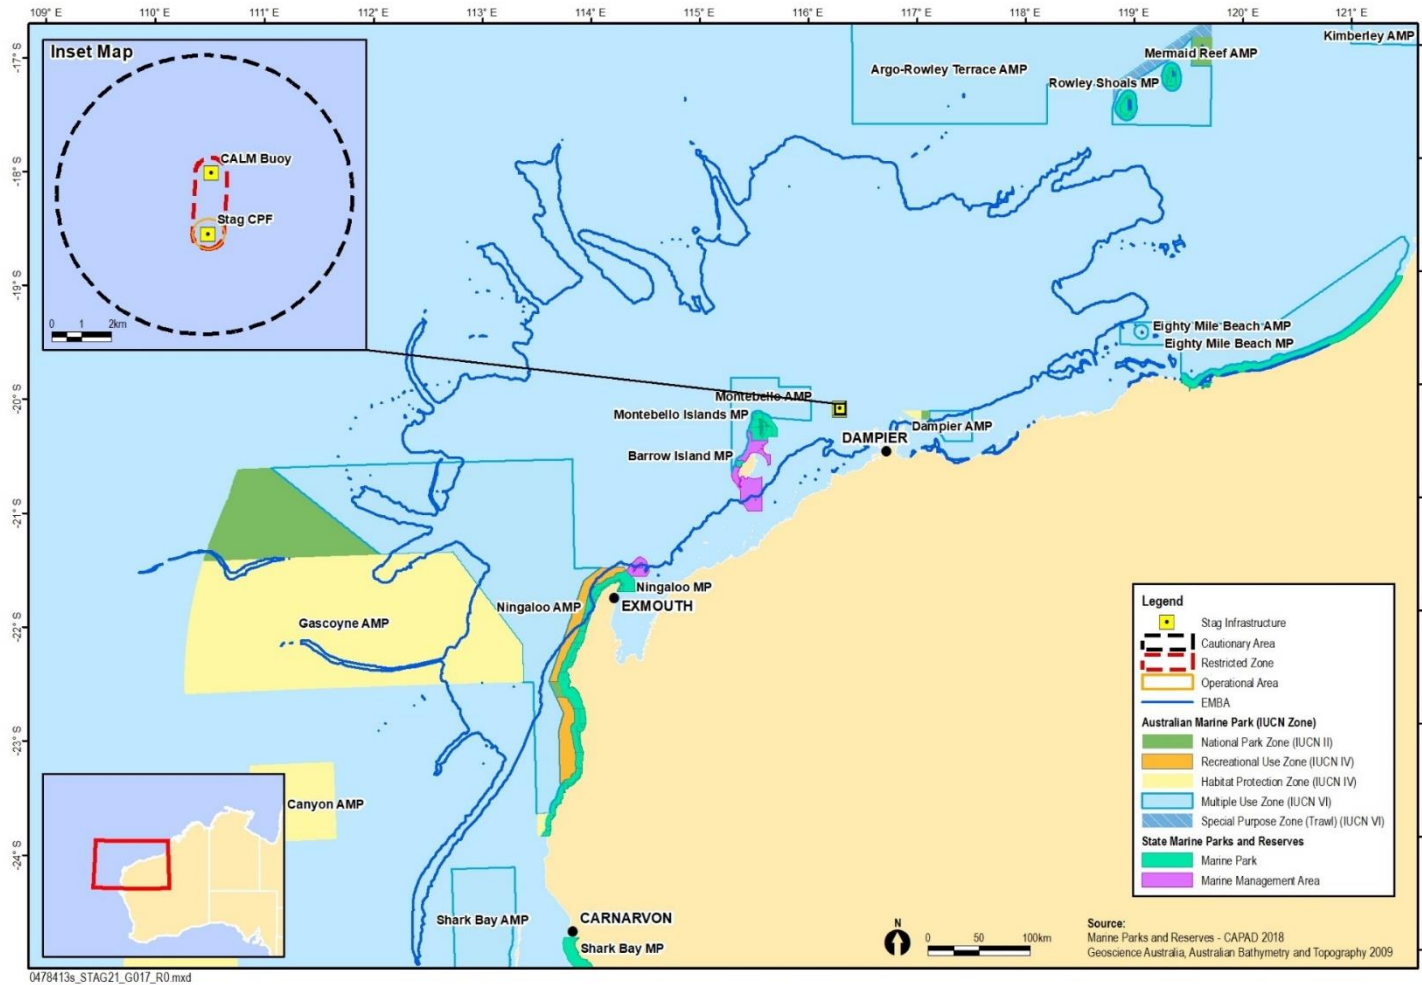 109°E 110°E 111°E 112°E 113°E 114°E 115°E 116°E 117°E 118°E 119°E 120°E 121°E
-17°S
-18°S
-19°S
-20°S
-21°S
-22°S
-23°S
-24°S
Inset Map
CALM Buoy
Stag CPF
0 1 2km
Kimberley AMP
Mermaid Reef AMP
Argo-Rowley Terrace AMP
Rowley Shoals MP
Eighty Mile Beach AMP
Eighty Mile Beach MP
Montebello AMP
Montebello Islands MP
Dampier AMP
DAMPIER
Barrow Island MP
Ningaloo MP
Ningaloo AMP
EXMOUTH
Gascoyne AMP
Canyon AMP
Shark Bay AMP
CARNARVON
Shark Bay MP
Legend
Stag Infrastructure
Cautionary Area
Restricted Zone
Operational Area
EMBA
Australian Marine Park (IUCN Zone)
National Park Zone (IUCN II)
Recreational Use Zone (IUCN IV)
Habitat Protection Zone (IUCN IV)
Multiple Use Zone (IUCN VI)
Special Purpose Zone (Trawl) (IUCN VI)
State Marine Parks and Reserves
Marine Park
Marine Management Area
N
0 50 100km
Source:
Marine Parks and Reserves - CAPAD 2018
Geoscience Australia, Australian Bathymetry and Topography 2009
0478413s_STAG21_G017_R0.mxd